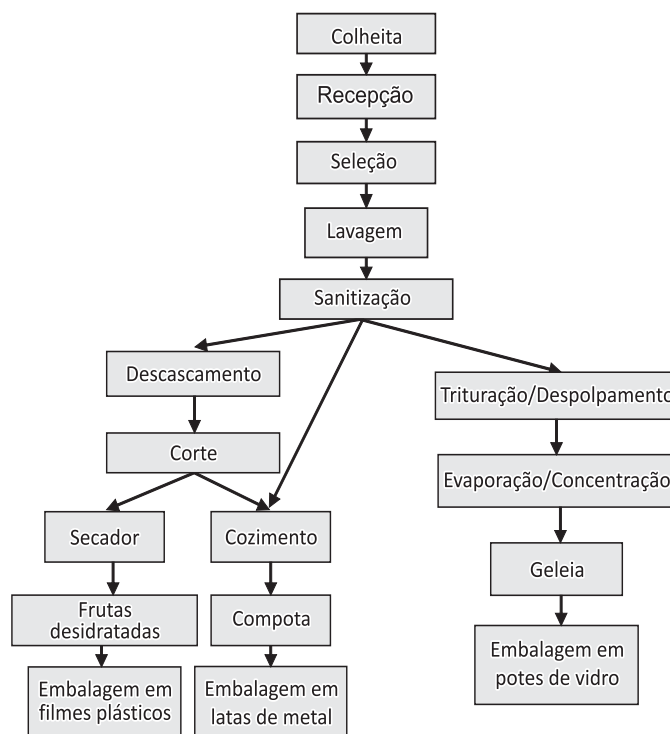 Colheita
Recepção
Seleção
Lavagem
Sanitização
Descascamento
Corte
Secador
Frutas
desidratadas
Embalagem em
filmes plásticos
Cozimento
Compota
Embalagem em
latas de metal
Trituração/Despolpamento
Evaporação/Concentração
Geleia
Embalagem em
potes de vidro